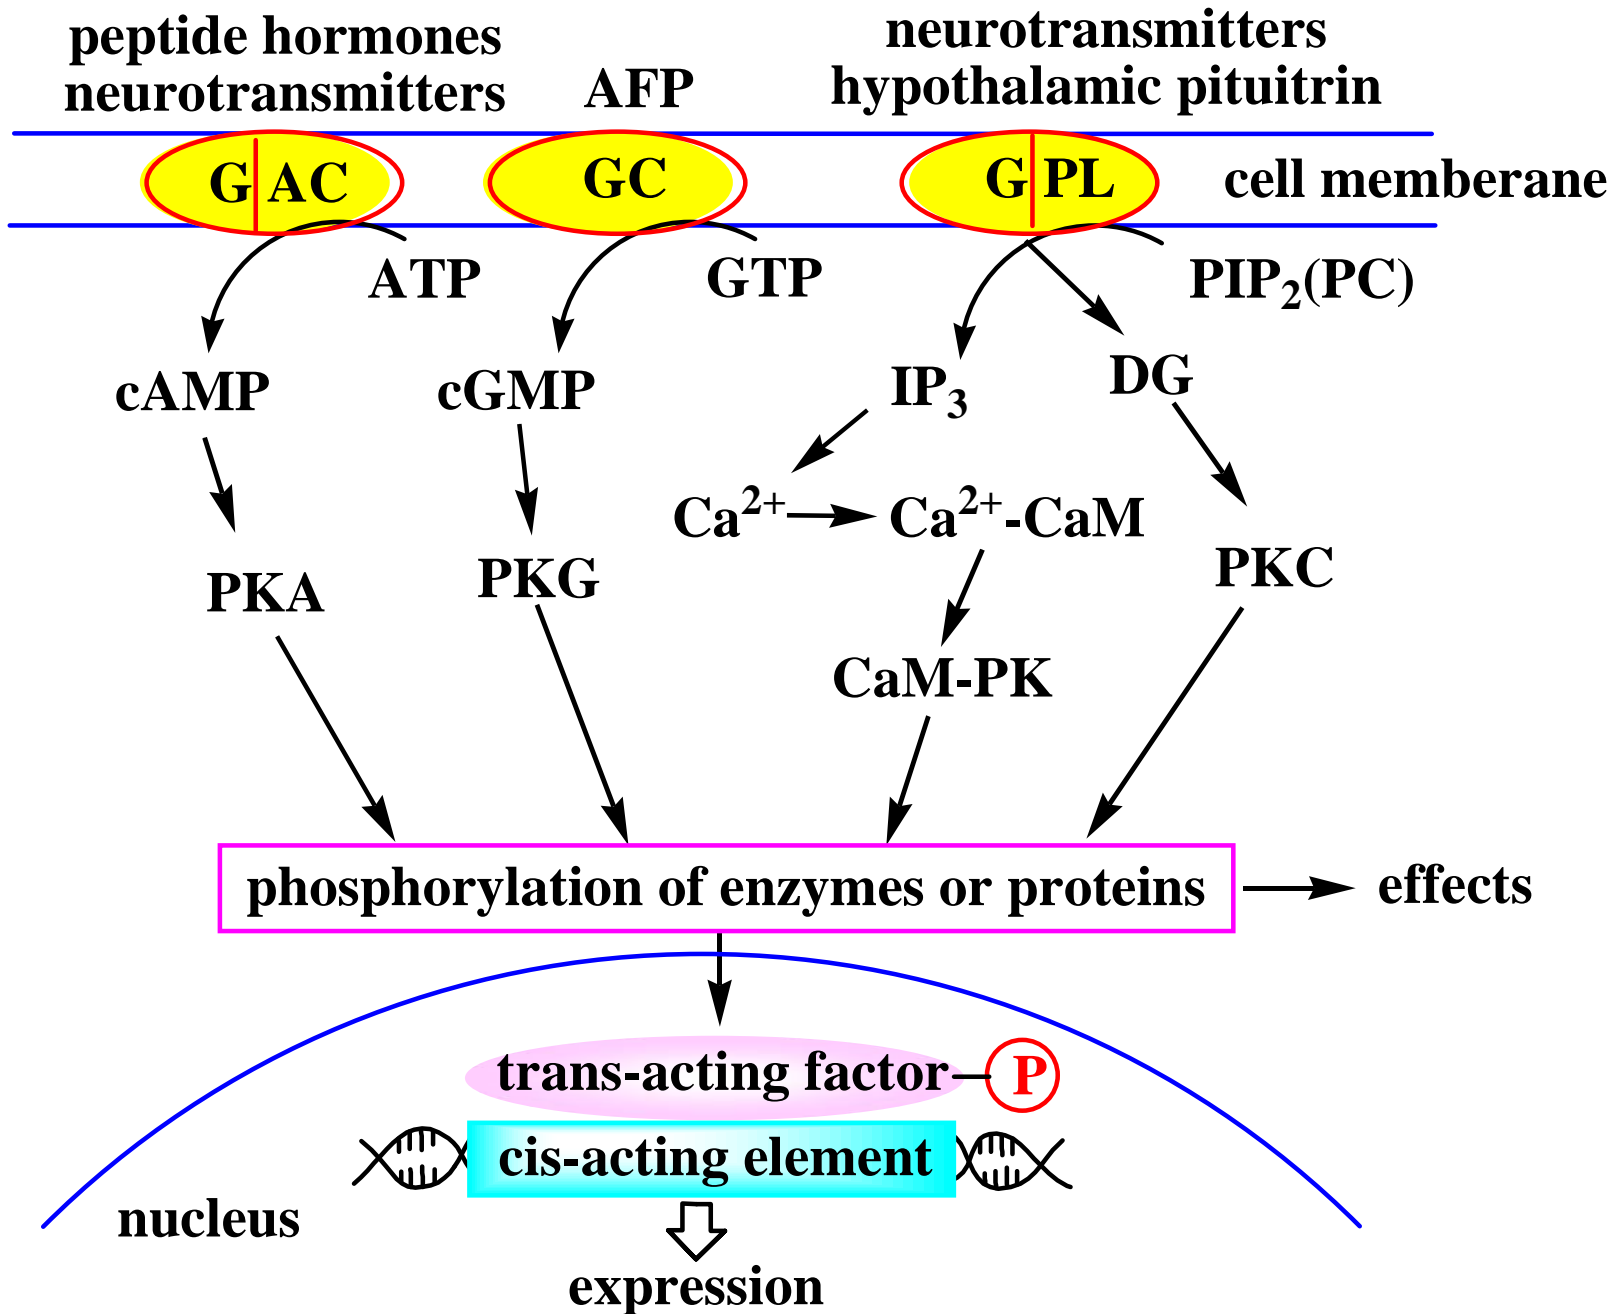 peptide hormones
neurotransmitters
AFP
neurotransmitters
hypothalamic pituitrin
G AC
GC
G PL
cell memberane
ATP
GTP
PIP₂(PC)
cAMP
cGMP
IP₃
DG
Ca²⁺
Ca²⁺-CaM
PKA
PKG
PKC
CaM-PK
phosphorylation of enzymes or proteins
effects
trans-acting factor
P
cis-acting element
nucleus
expression